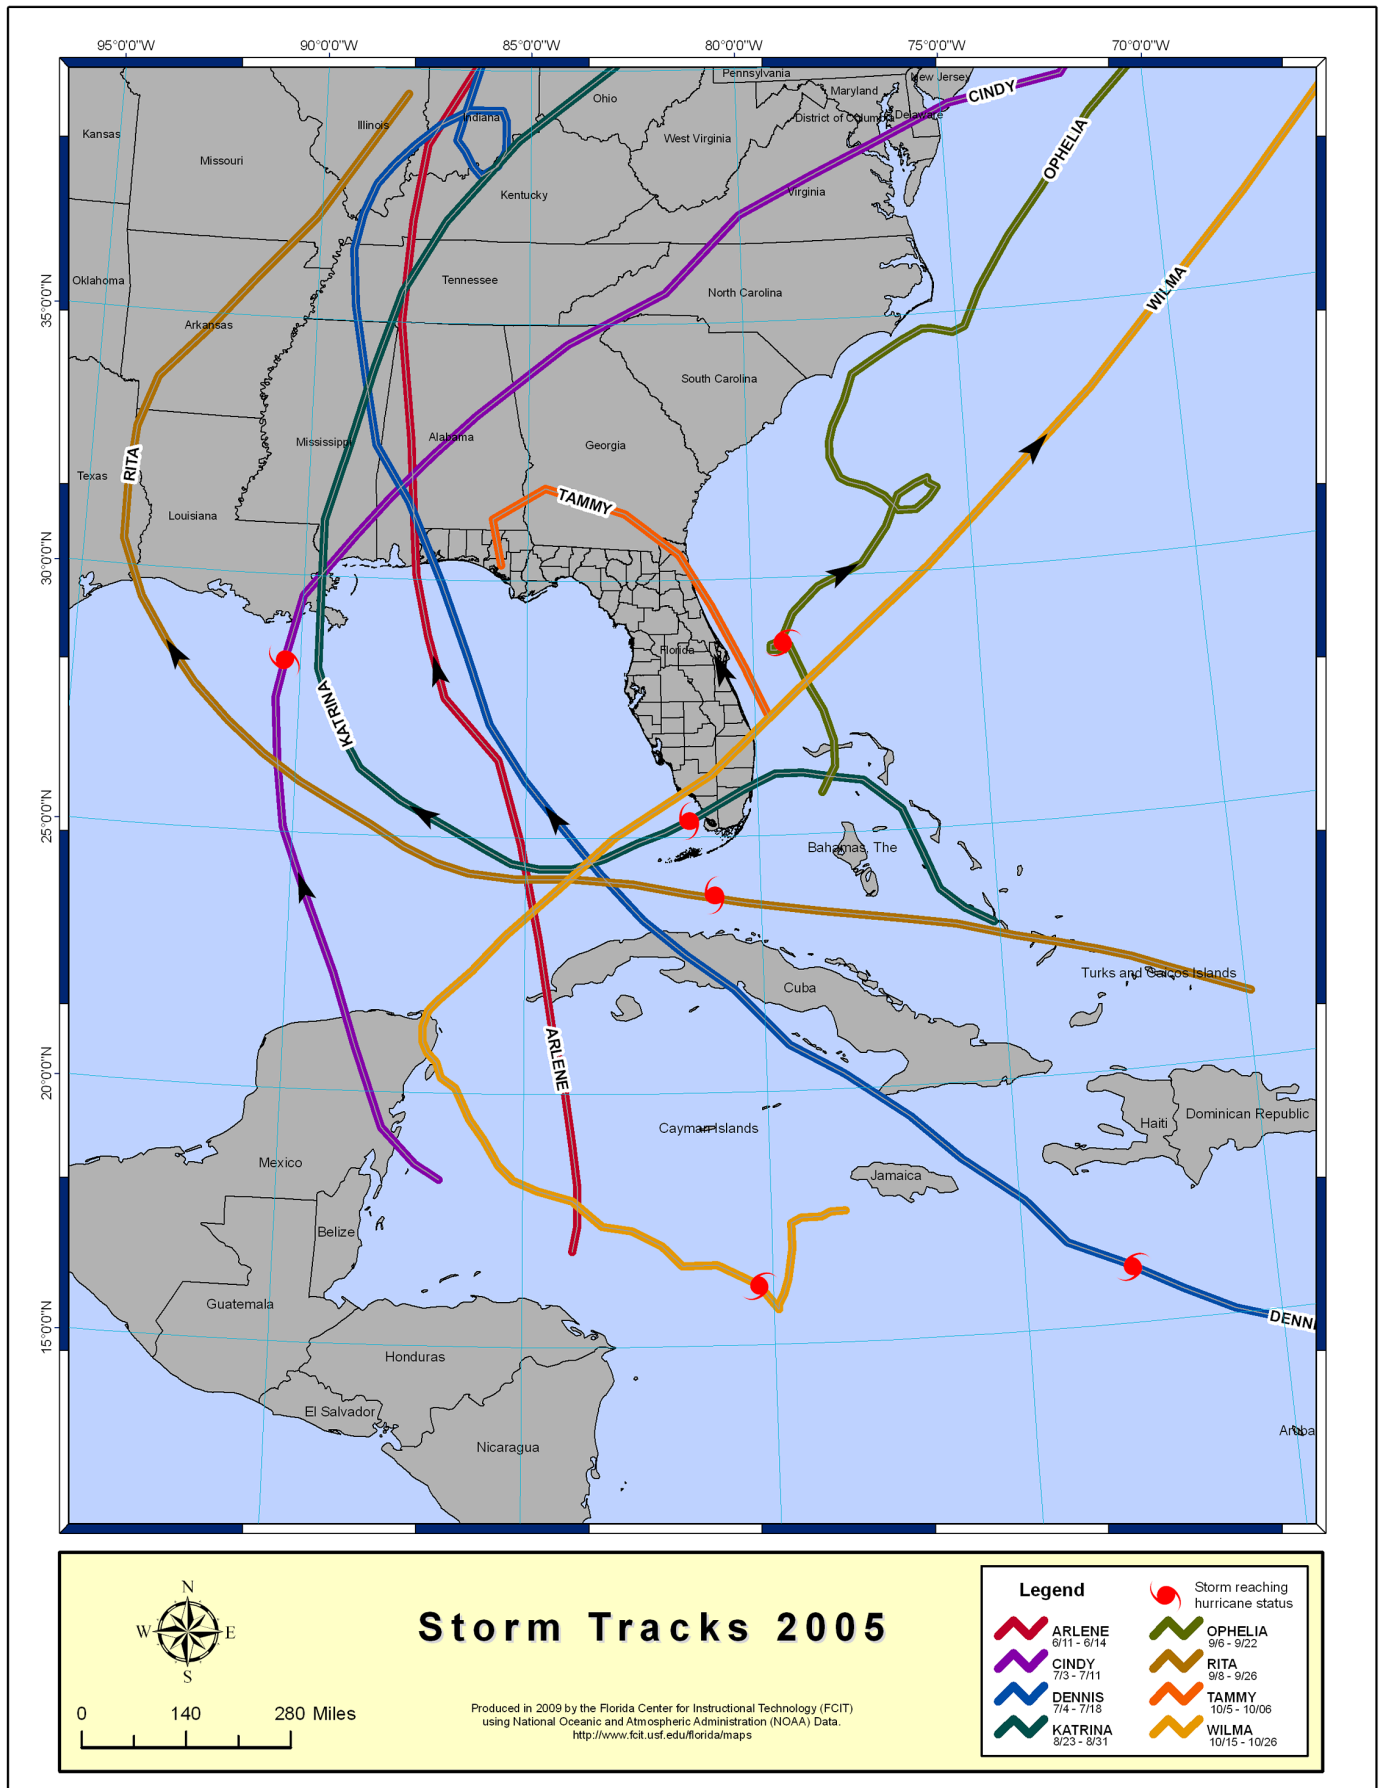 95°0'0"W 90°0'0"W 85°0'0"W 80°0'0"W 75°0'0"W 70°0'0"W
Pennsylvania
New Jersey
Maryland
CINDY
Ohio
Delaware
District of Columbia
Indiana
Illinois
Kansas
West Virginia
OPHELIA
Missouri
Kentucky
Virginia
Oklahoma
Tennessee
WILMA
North Carolina
35°0'0"N
Arkansas
South Carolina
Mississippi
Alabama
Georgia
RITA
Texas
TAMMY
Louisiana
30°0'0"N
Florida
KATRINA
25°0'0"N
Bahamas, The
Turks and Caicos Islands
Cuba
ARLENE
20°0'0"N
Haiti
Dominican Republic
Cayman Islands
Mexico
Jamaica
Belize
Guatemala
DENNI
15°0'0"N
Honduras
El Salvador
Aruba
Nicaragua
N
W E
S
0 140 280 Miles
Storm Tracks 2005
Produced in 2009 by the Florida Center for Instructional Technology (FCIT)
using National Oceanic and Atmospheric Administration (NOAA) Data.
http://www.fcit.usf.edu/florida/maps
Legend
Storm reaching
hurricane status
ARLENE
6/11 - 6/14
CINDY
7/3 - 7/11
DENNIS
7/4 - 7/18
KATRINA
8/23 - 8/31
OPHELIA
9/6 - 9/22
RITA
9/8 - 9/26
TAMMY
10/5 - 10/06
WILMA
10/15 - 10/26